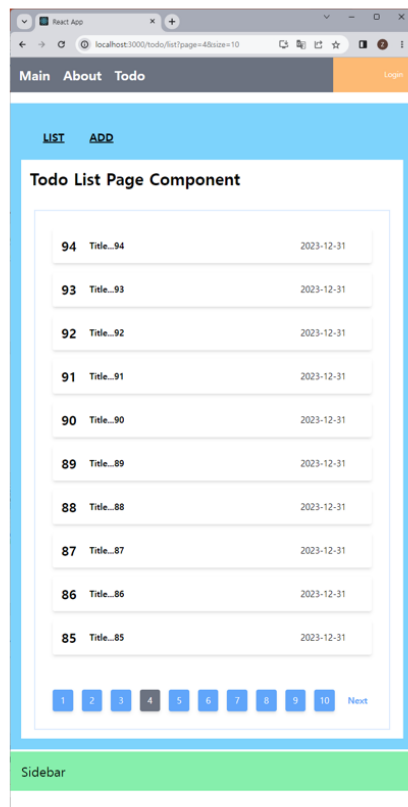 React App
localhost:3000/todo/list?page=4&size=10
Main About Todo
Login
LIST ADD
Todo List Page Component
94 Title...94 2023-12-31
93 Title...93 2023-12-31
92 Title...92 2023-12-31
91 Title...91 2023-12-31
90 Title...90 2023-12-31
89 Title...89 2023-12-31
88 Title...88 2023-12-31
87 Title...87 2023-12-31
86 Title...86 2023-12-31
85 Title...85 2023-12-31
1 2 3 4 5 6 7 8 9 10 Next
Sidebar